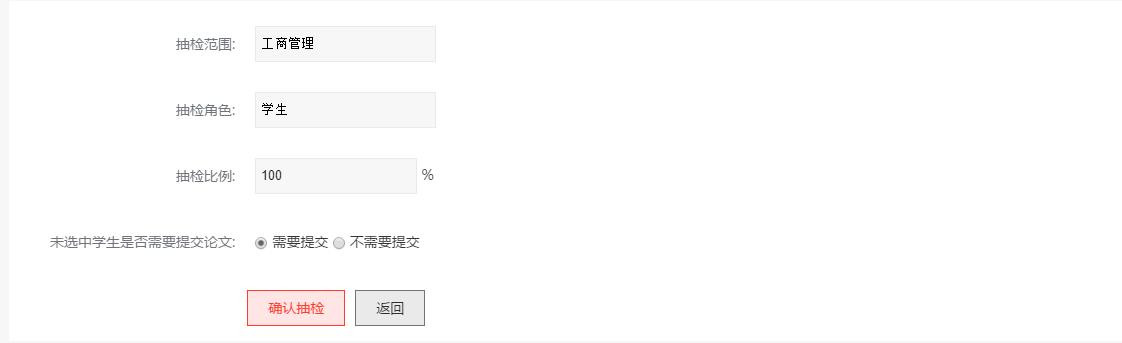 抽检范围: 工商管理
抽检角色: 学生
抽检比例: 100 %
未选中学生是否需要提交论文: 需要提交 不需要提交
确认抽检 返回